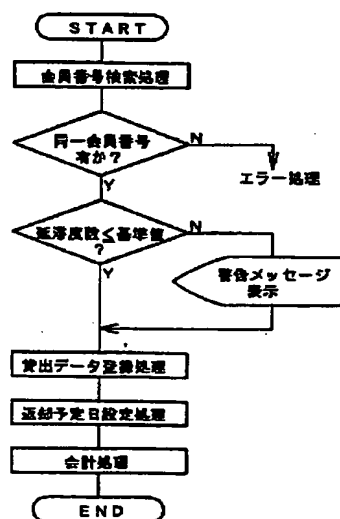 START
会員番号検索処理
同一会員番号
有か?
N
エラー処理
Y
延滞度数≦基準値
?
N
Y
警告メッセージ
表示
貸出データ登録処理
返却予定日設定処理
会計処理
END